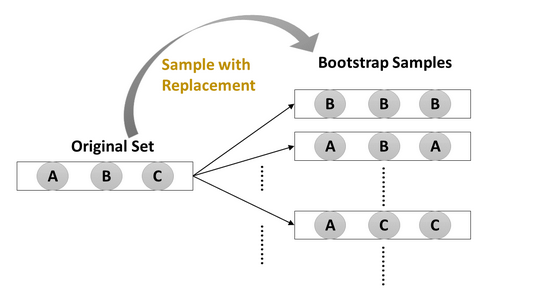 Sample with
Replacement
Bootstrap Samples
Original Set
A B C
B B B
A B A
A C C